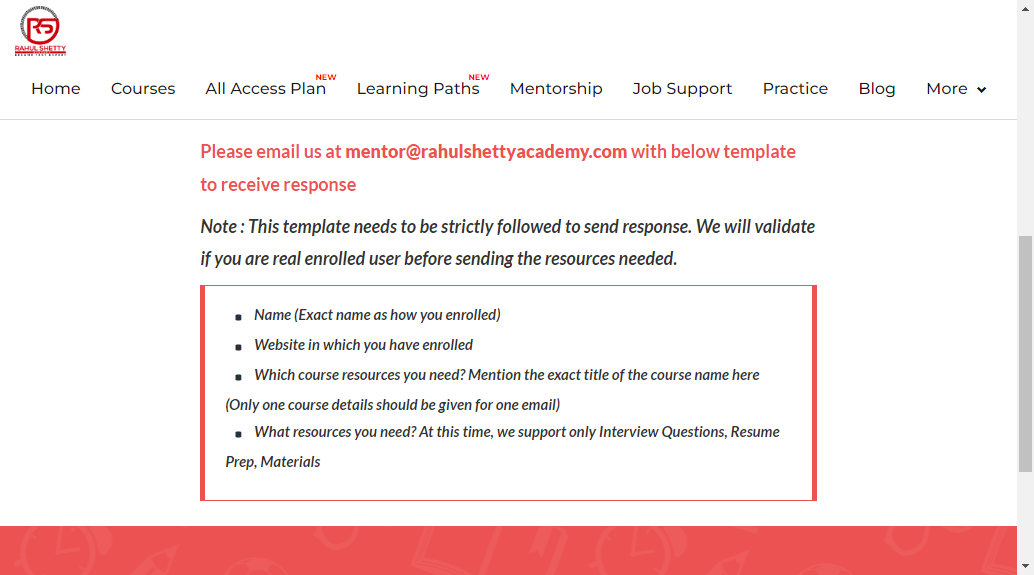 RAHUL SHETTY
Home Courses All Access Plan NEW Learning Paths NEW Mentorship Job Support Practice Blog More
Please email us at mentor@rahulshettyacademy.com with below template
to receive response
Note : This template needs to be strictly followed to send response. We will validate
if you are real enrolled user before sending the resources needed.
Name (Exact name as how you enrolled)
Website in which you have enrolled
Which course resources you need? Mention the exact title of the course name here
(Only one course details should be given for one email)
What resources you need? At this time, we support only Interview Questions, Resume
Prep, Materials